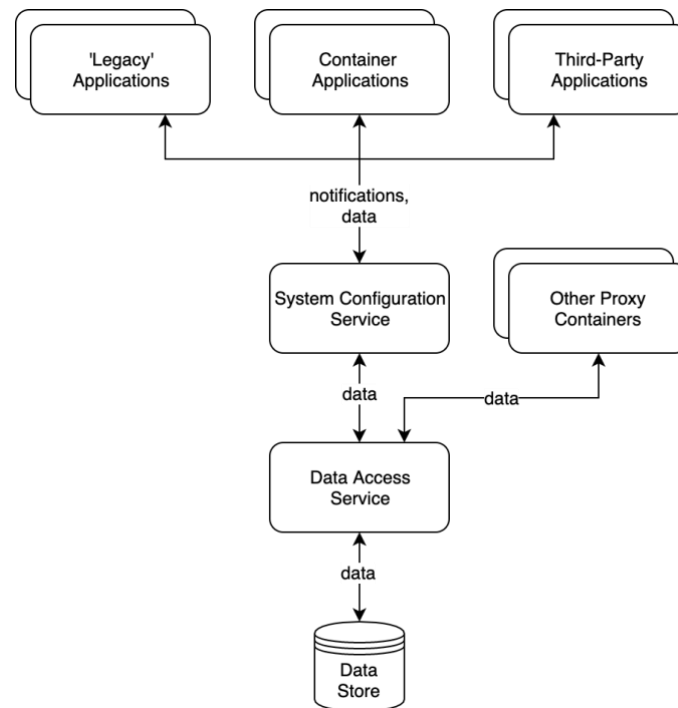 'Legacy'
Applications
Container
Applications
Third-Party
Applications
notifications,
data
System Configuration
Service
Other Proxy
Containers
data
data
Data Access
Service
data
Data
Store